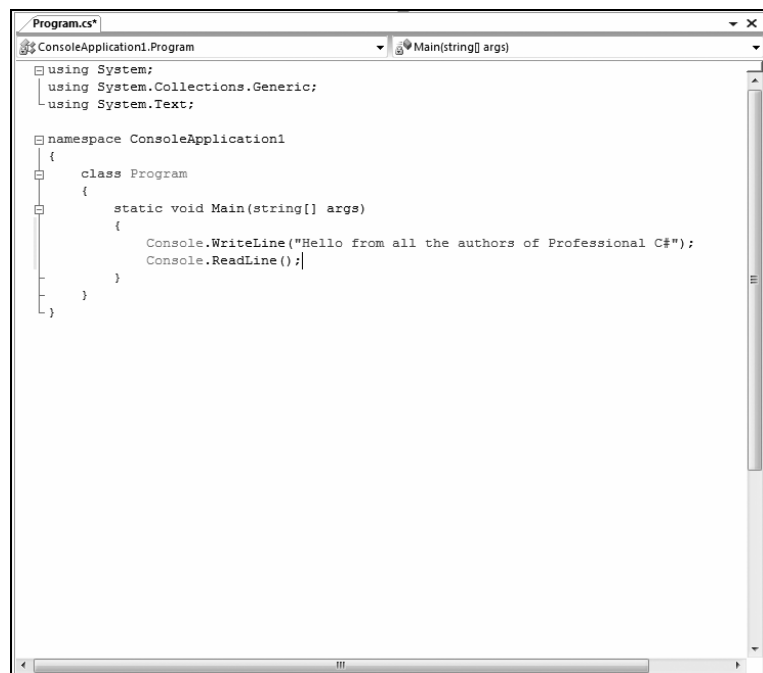 Program.cs*
ConsoleApplication1.Program
Main(string[] args)
using System;
using System.Collections.Generic;
using System.Text;
namespace ConsoleApplication1
{
    class Program
    {
        static void Main(string[] args)
        {
            Console.WriteLine("Hello from all the authors of Professional C#");
            Console.ReadLine();
        }
    }
}